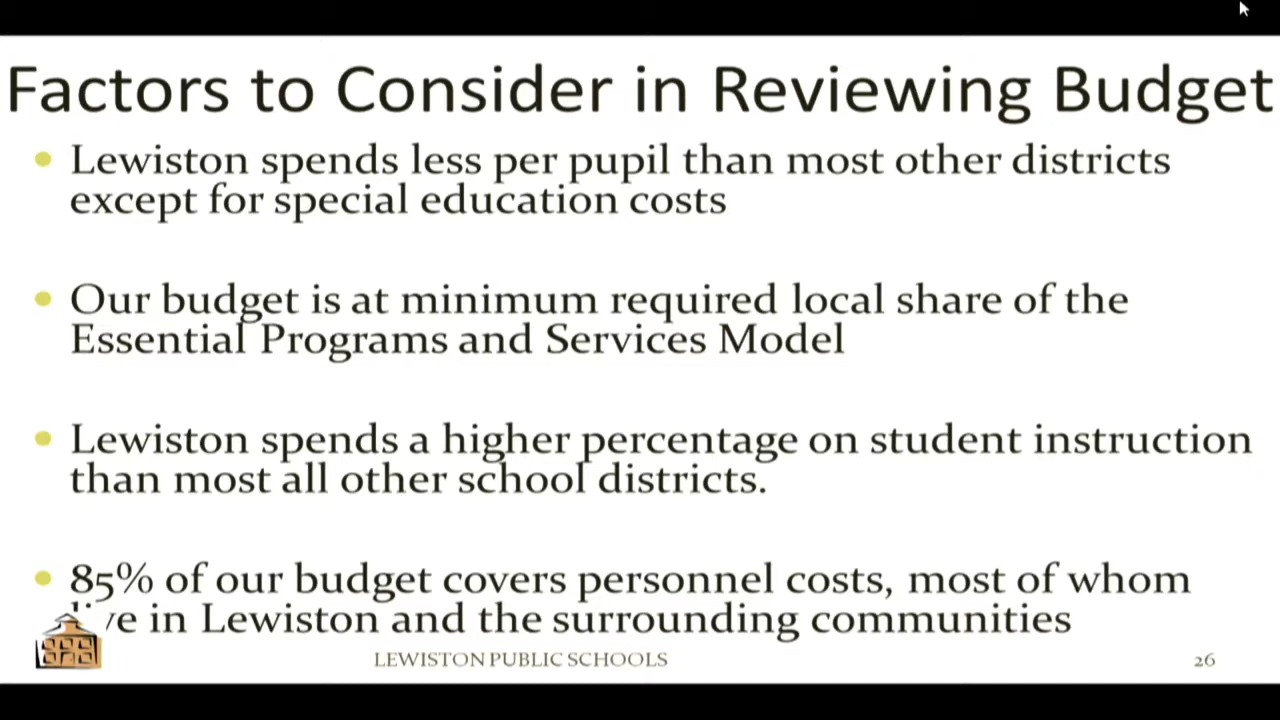 Factors to Consider in Reviewing Budget
• Lewiston spends less per pupil than most other districts
except for special education costs
• Our budget is at minimum required local share of the
Essential Programs and Services Model
• Lewiston spends a higher percentage on student instruction
than most all other school districts.
• 85% of our budget covers personnel costs, most of whom
live in Lewiston and the surrounding communities
LEWISTON PUBLIC SCHOOLS
26